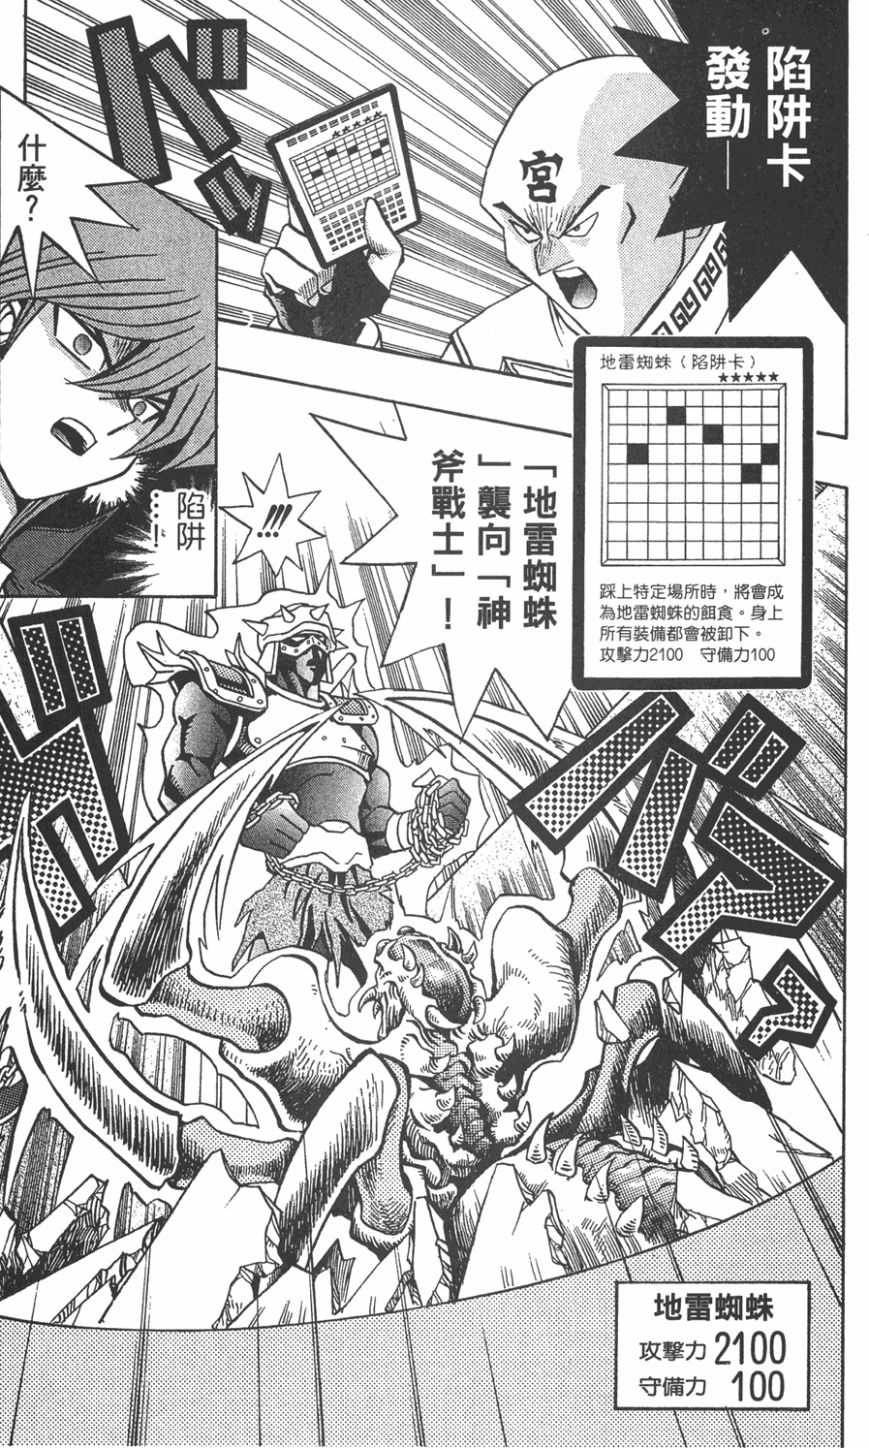 陷阱卡
發動——
宮
バババッ
什麼?
陷阱
……!
地雷蜘蛛(陷阱卡)
★★★★★
踩上特定場所時,將會成
為地雷蜘蛛的餌食。身上
所有裝備都會被卸下。
攻擊力2100 守備力100
「地雷蜘蛛
」襲向「神
斧戰士」!
!!!
地雷蜘蛛
攻擊力 2100
守備力 100